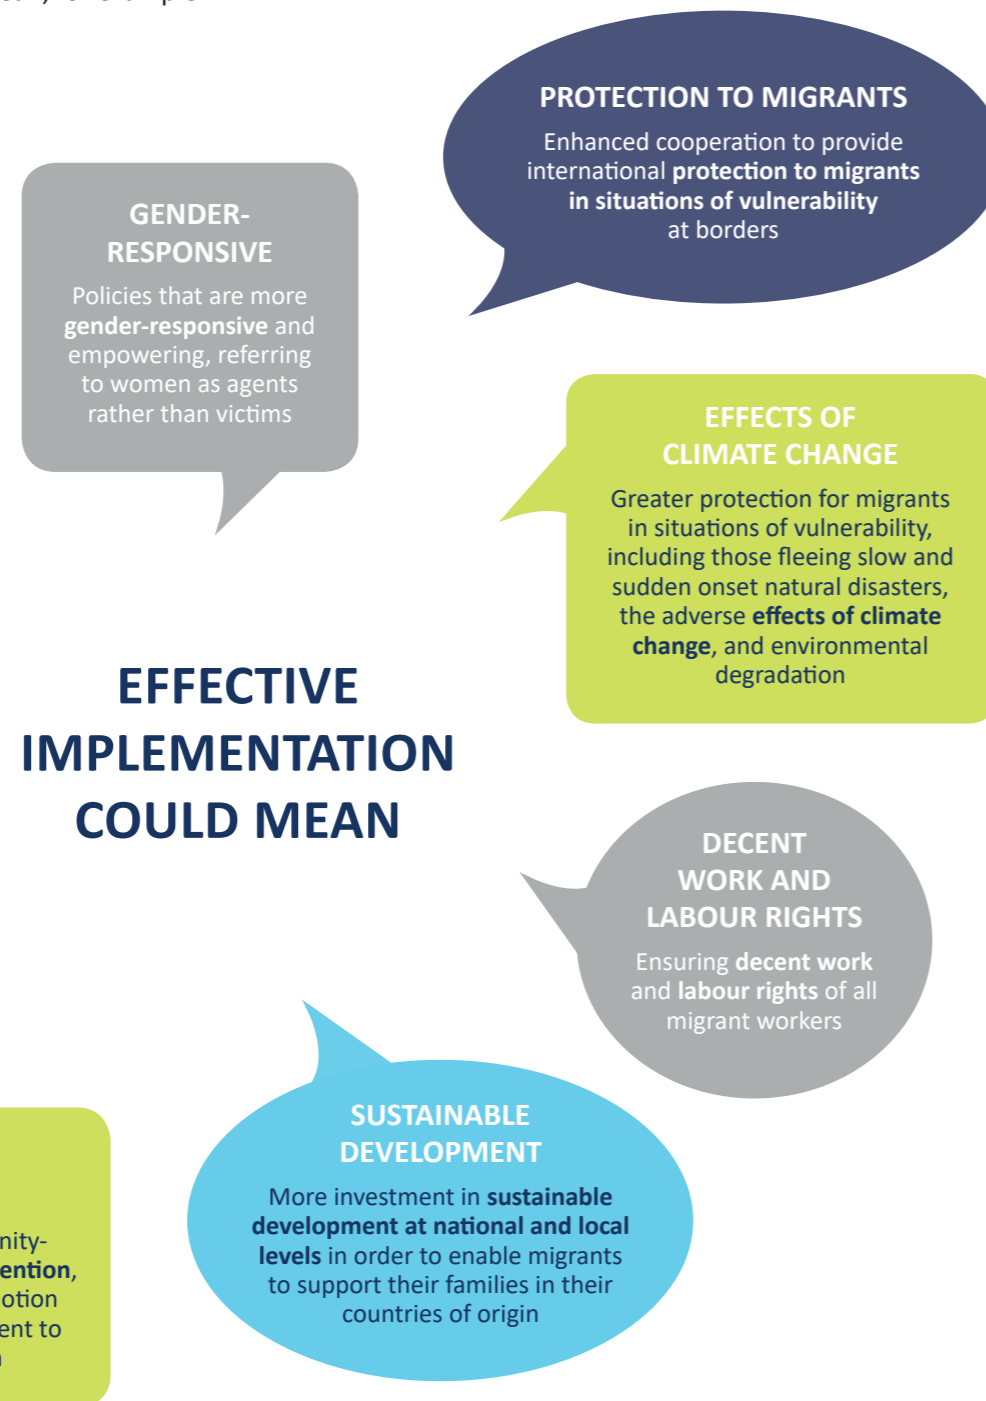 PROTECTION TO MIGRANTS
Enhanced cooperation to provide
international protection to migrants
in situations of vulnerability
at borders
GENDER-
RESPONSIVE
Policies that are more
gender-responsive and
empowering, referring
to women as agents
rather than victims
EFFECTS OF
CLIMATE CHANGE
Greater protection for migrants
in situations of vulnerability,
including those fleeing slow and
sudden onset natural disasters,
the adverse effects of climate
change, and environmental
degradation
EFFECTIVE
IMPLEMENTATION
COULD MEAN
DECENT
WORK AND
LABOUR RIGHTS
Ensuring decent work
and labour rights of all
migrant workers
SUSTAINABLE
DEVELOPMENT
More investment in sustainable
development at national and local
levels in order to enable migrants
to support their families in their
countries of origin
nity-
ention,
otion
ent to